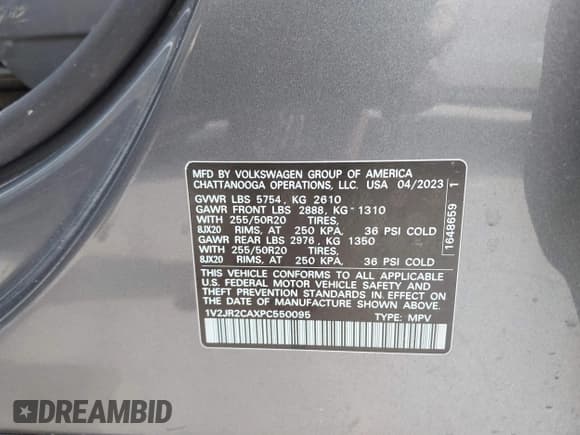 MFD BY VOLKSWAGEN GROUP OF AMERICA
CHATTANOOGA OPERATIONS, LLC. USA 04/2023
GVWR LBS 5754, KG 2610
GAWR FRONT LBS 2888, KG 1310
WITH 255/50R20 TIRES,
8JX20 RIMS, AT 250 KPA, 36 PSI COLD
GAWR REAR LBS 2976, KG 1350
WITH 255/50R20 TIRES,
8JX20 RIMS, AT 250 KPA, 36 PSI COLD
THIS VEHICLE CONFORMS TO ALL APPLICABLE
U.S. FEDERAL MOTOR VEHICLE SAFETY AND
THEFT PREVENTION STANDARDS IN EFFECT ON
THE DATE OF MANUFACTURE SHOWN ABOVE.
1V2JR2CAXPC550095 TYPE: MPV
1648659 1
DREAMBID